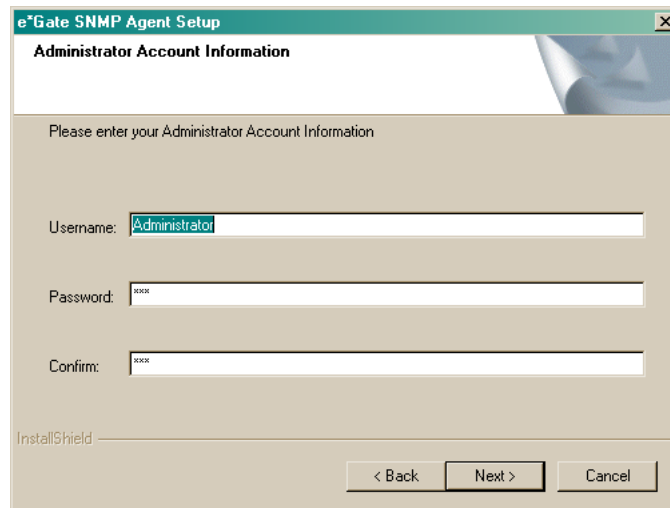 e*Gate SNMP Agent Setup
Administrator Account Information
Please enter your Administrator Account Information
Username: Administrator
Password: ***
Confirm: ***
InstallShield
< Back Next > Cancel